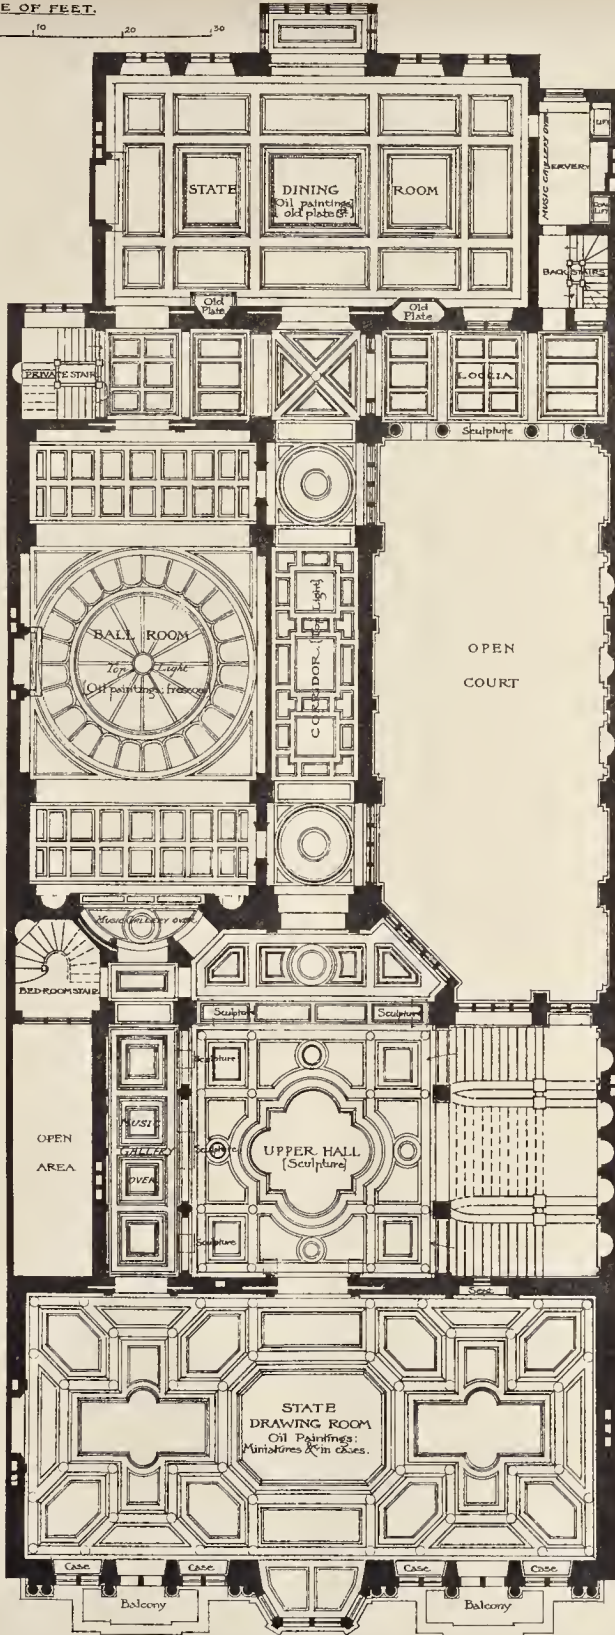 E OF FEET.
10 20 30
STATE DINING ROOM
Oil paintings
old plate &c.
MUSIC GALLERY OVER
SERVERY
LIFT
LIFT
BACK STAIRS
Old
Plate
Old
Plate
PRIVATE STAIR
LOGGIA
Sculpture
BALL ROOM
Top Light
(Oil paintings; frescoes)
CORRIDOR (Top Light)
OPEN
COURT
MUSIC GALLERY OVER
BEDROOM STAIR
Sculpture
Sculpture
Sculpture
Sculpture
Sculpture
OPEN
AREA
MUSIC
GALLERY
OVER
UPPER HALL
[Sculpture]
Seat
STATE
DRAWING ROOM
Oil Paintings:
Miniatures &c in cases.
Case
Case
Case
Case
Balcony
Balcony